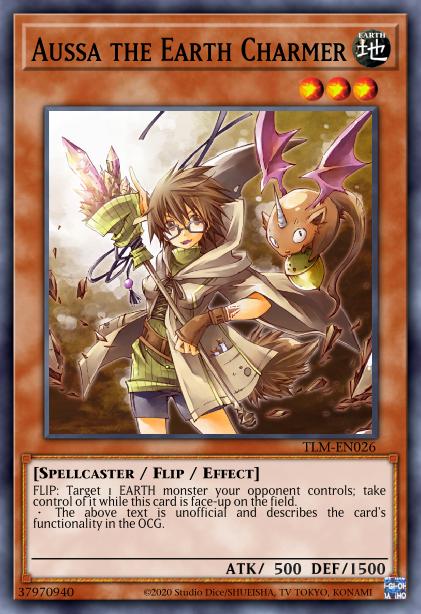 AUSSA THE EARTH CHARMER
EARTH
地
TLM-EN026
[SPELLCASTER / FLIP / EFFECT]
FLIP: Target 1 EARTH monster your opponent controls; take
control of it while this card is face-up on the field.
· The above text is unofficial and describes the card's
functionality in the OCG.
ATK/ 500 DEF/1500
37970940
©2020 Studio Dice/SHUEISHA, TV TOKYO, KONAMI